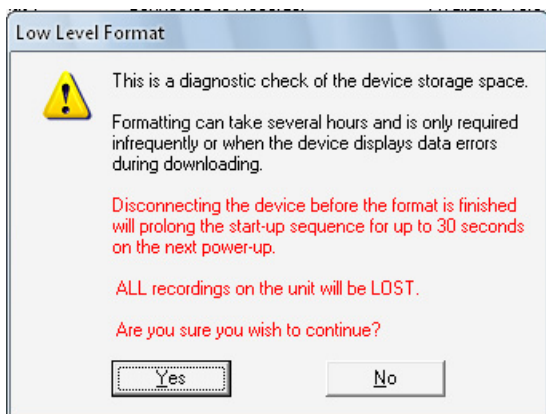 Low Level Format
This is a diagnostic check of the device storage space.
Formatting can take several hours and is only required
infrequently or when the device displays data errors
during downloading.
Disconnecting the device before the format is finished
will prolong the start-up sequence for up to 30 seconds
on the next power-up.
ALL recordings on the unit will be LOST.
Are you sure you wish to continue?
Yes
No